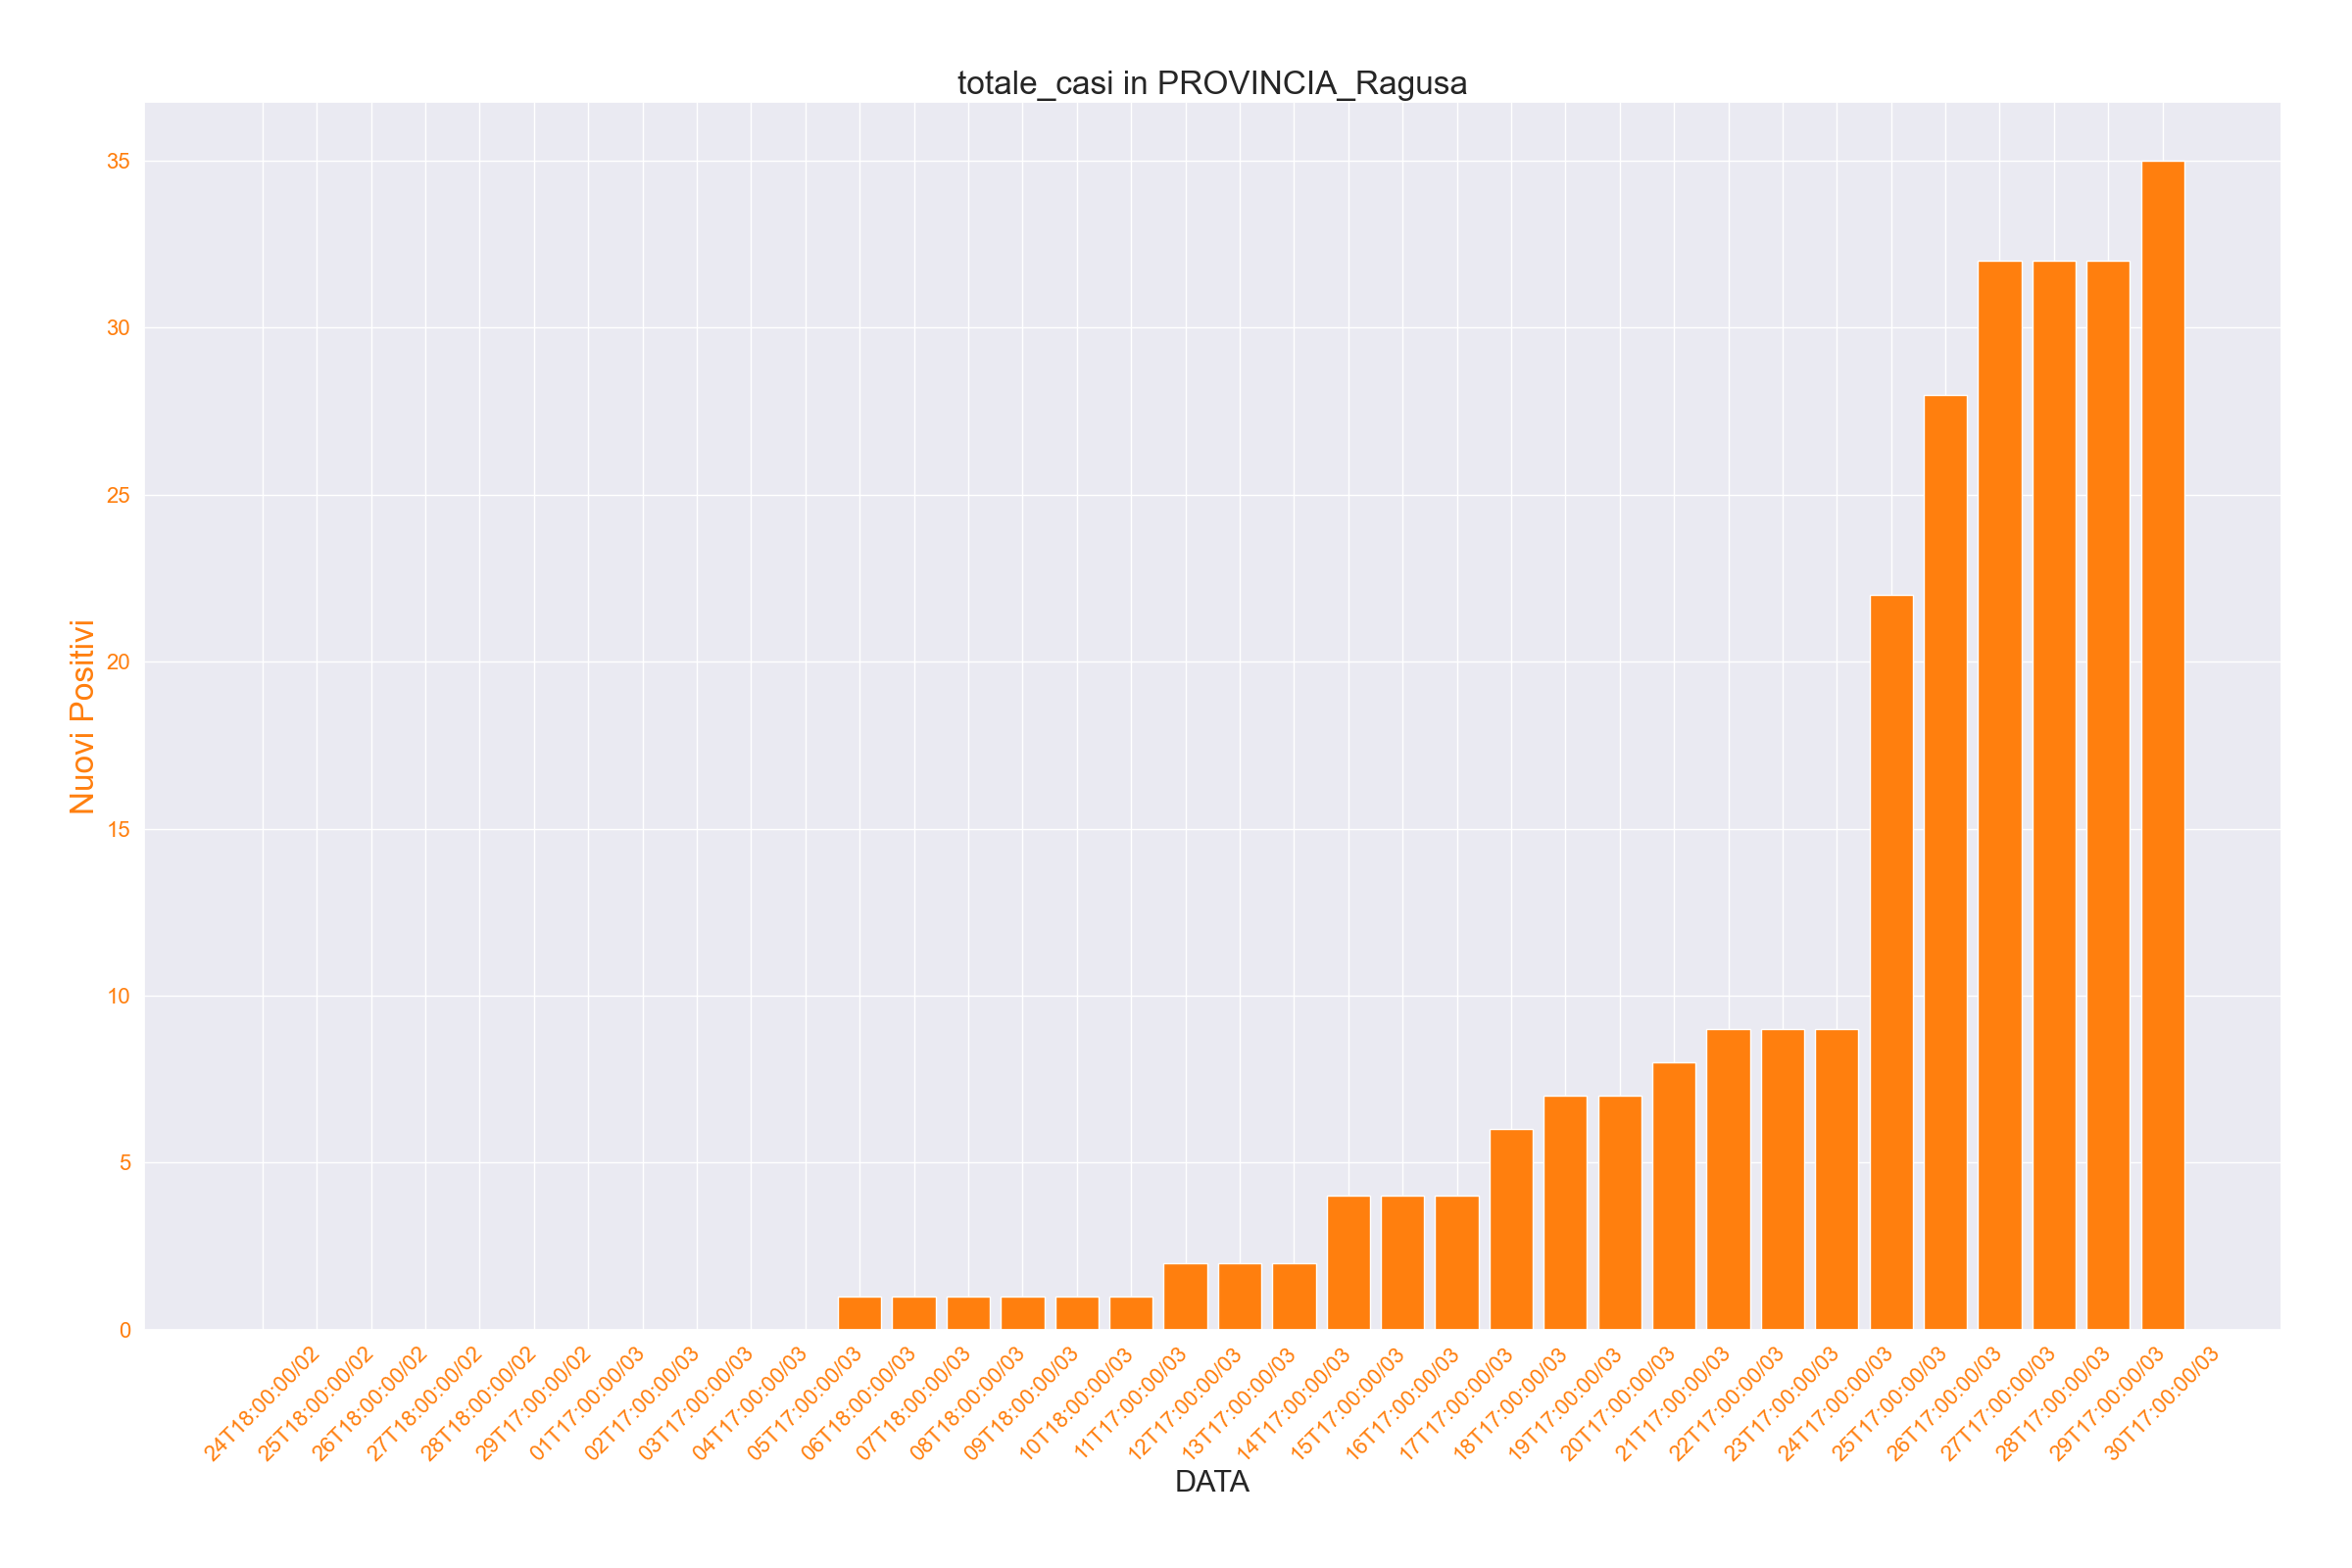 totale_casi in PROVINCIA_Ragusa
35
30
25
20
15
10
5
0
Nuovi Positivi
24T18:00:00/02
25T18:00:00/02
26T18:00:00/02
27T18:00:00/02
28T18:00:00/02
29T17:00:00/02
01T17:00:00/03
02T17:00:00/03
03T17:00:00/03
04T17:00:00/03
05T17:00:00/03
06T18:00:00/03
07T18:00:00/03
08T18:00:00/03
09T18:00:00/03
10T18:00:00/03
11T17:00:00/03
12T17:00:00/03
13T17:00:00/03
14T17:00:00/03
15T17:00:00/03
16T17:00:00/03
17T17:00:00/03
18T17:00:00/03
19T17:00:00/03
20T17:00:00/03
21T17:00:00/03
22T17:00:00/03
23T17:00:00/03
24T17:00:00/03
25T17:00:00/03
26T17:00:00/03
27T17:00:00/03
28T17:00:00/03
29T17:00:00/03
30T17:00:00/03
DATA